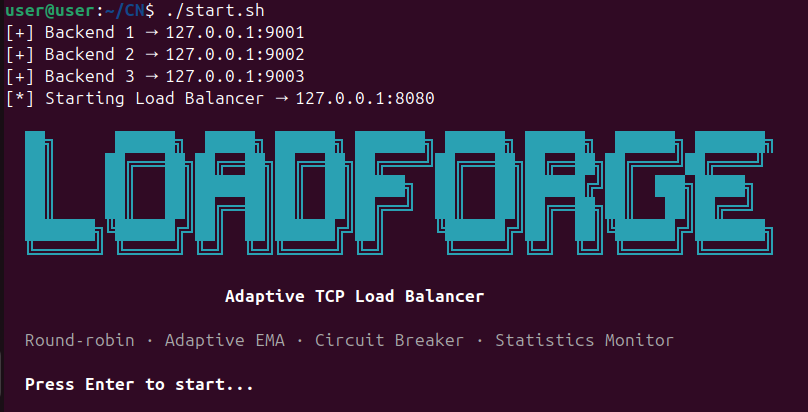 user@user:~/CN$ ./start.sh
[+] Backend 1 → 127.0.0.1:9001
[+] Backend 2 → 127.0.0.1:9002
[+] Backend 3 → 127.0.0.1:9003
[*] Starting Load Balancer → 127.0.0.1:8080
LOADFORGE
Adaptive TCP Load Balancer
Round-robin · Adaptive EMA · Circuit Breaker · Statistics Monitor
Press Enter to start...